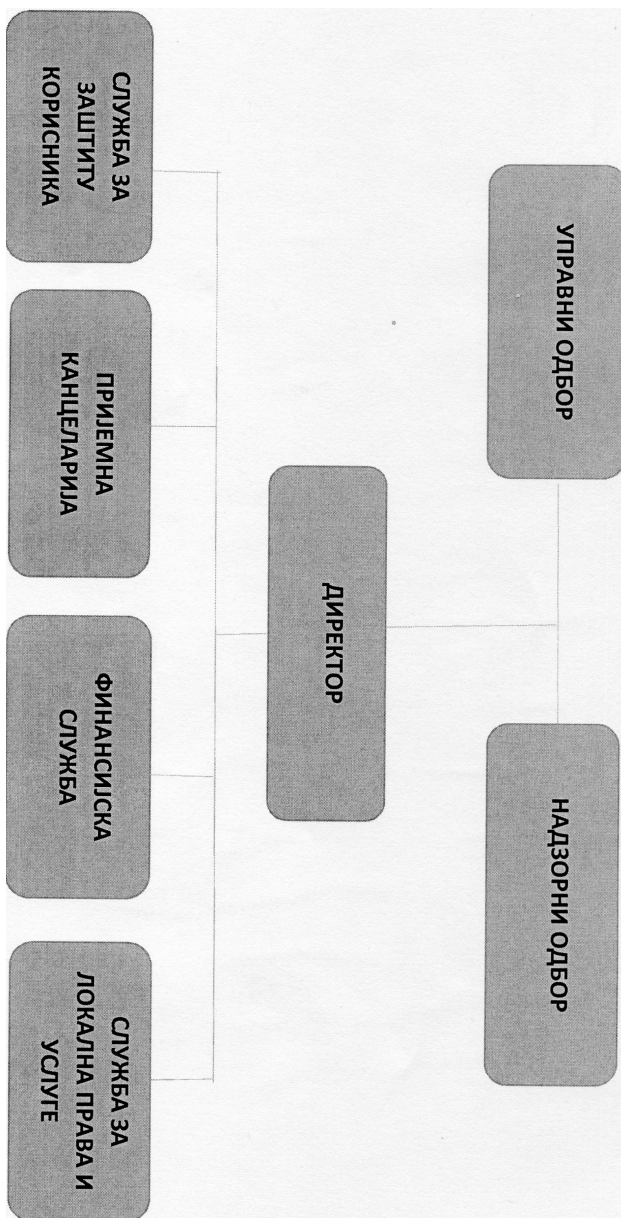 УПРАВНИ ОДБОР
НАДЗОРНИ ОДБОР
ДИРЕКТОР
СЛУЖБА ЗА
ЗАШТИТУ
КОРИСНИКА
ПРИЈЕМНА
КАНЦЕЛАРИЈА
ФИНАНСИЈСКА
СЛУЖБА
СЛУЖБА ЗА
ЛОКАЛНА ПРАВА И
УСЛУГЕ